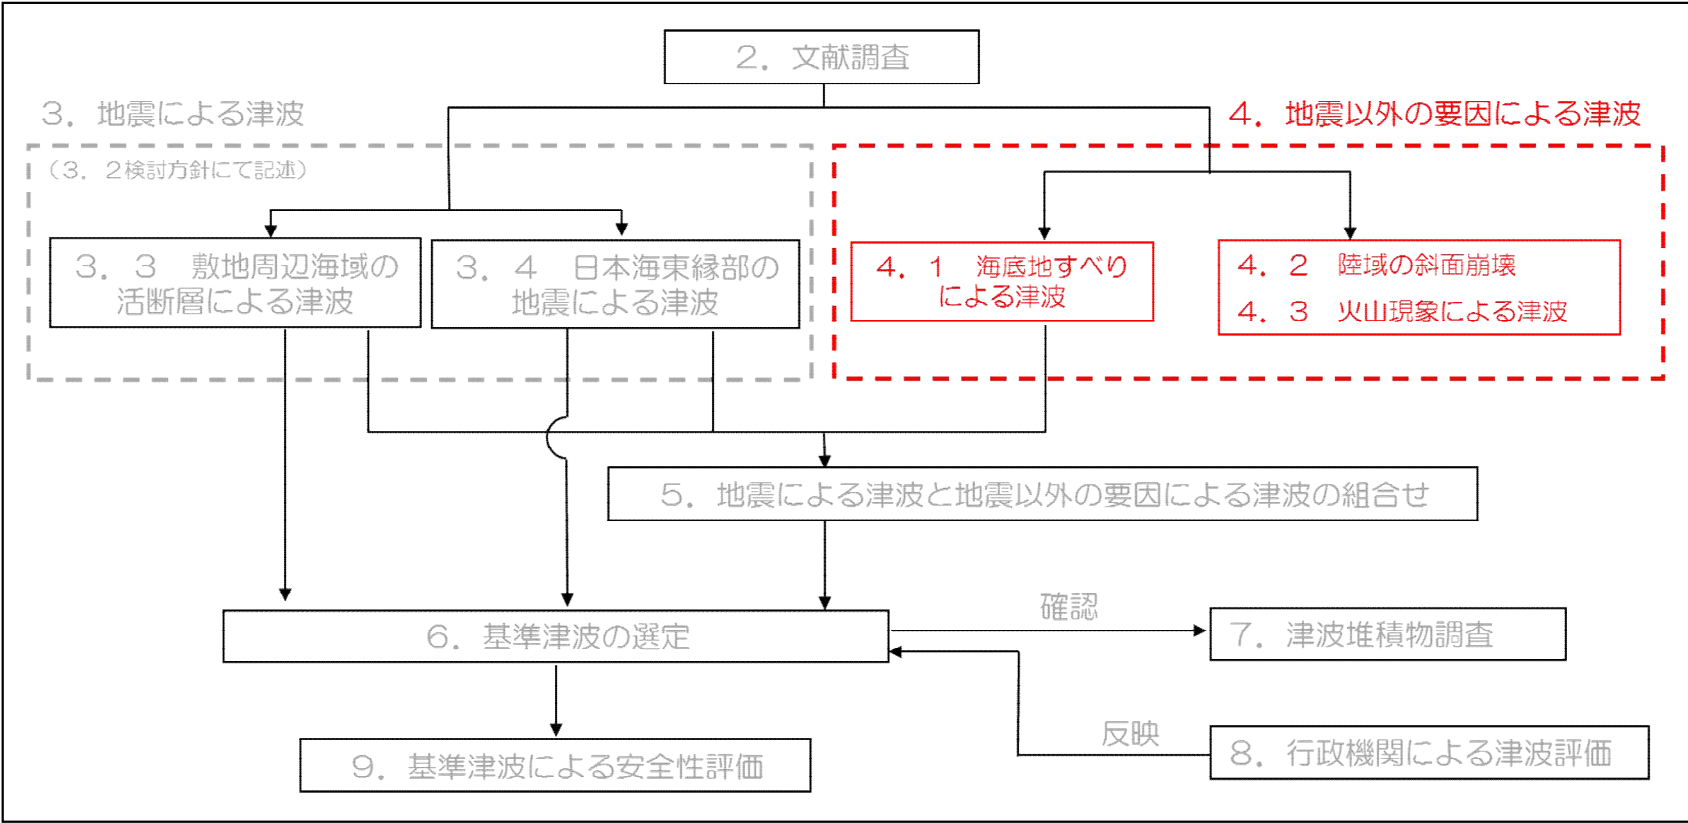 2．文献調査
3．地震による津波
4．地震以外の要因による津波
(3．2検討方針にて記述)
3．3　敷地周辺海域の
活断層による津波
3．4　日本海東縁部の
地震による津波
4．1　海底地すべり
による津波
4．2　陸域の斜面崩壊
4．3　火山現象による津波
5．地震による津波と地震以外の要因による津波の組合せ
確認
6．基準津波の選定
7．津波堆積物調査
反映
8．行政機関による津波評価
9．基準津波による安全性評価